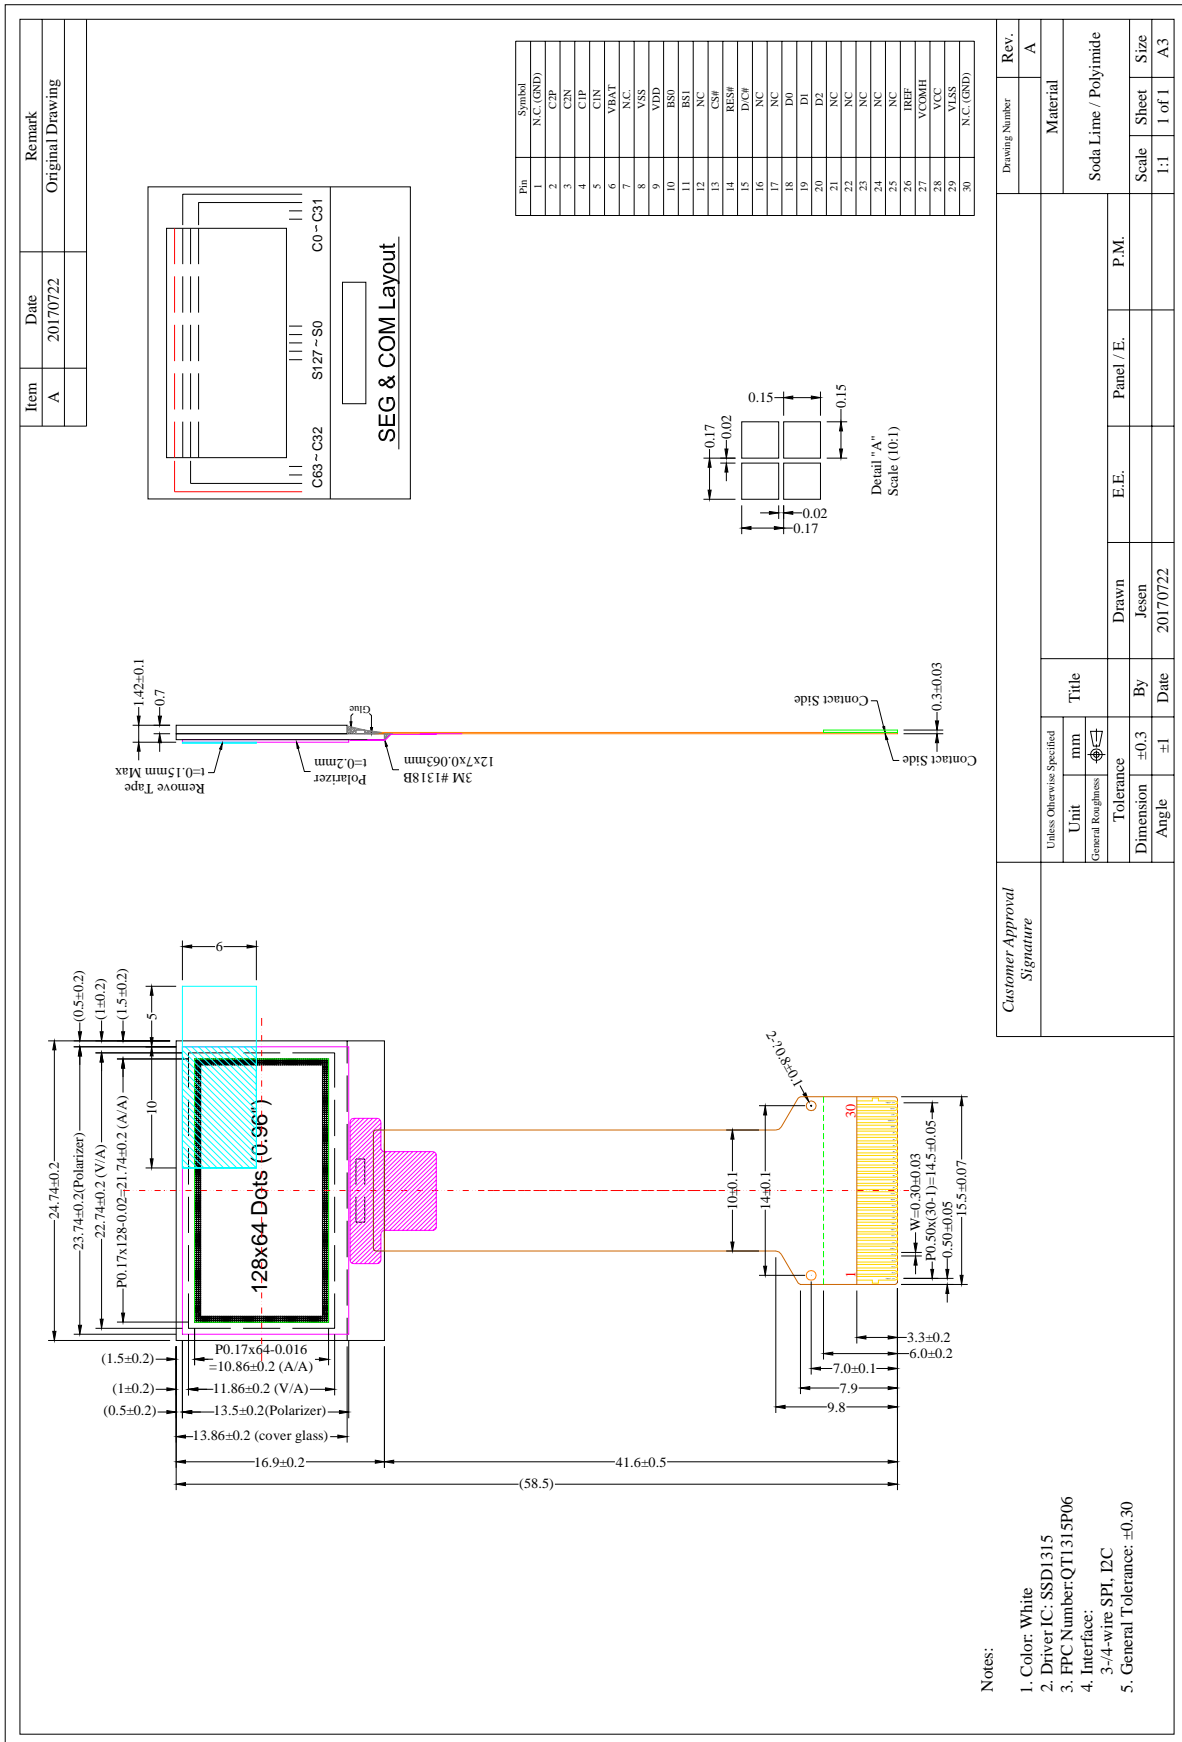 Item Date Remark
A 20170722 Original Drawing
C63 ~ C32 S127 ~ S0 C0 ~ C31
SEG & COM Layout
Pin Symbol
1 N.C. (GND)
2 C2P
3 C2N
4 C1P
5 C1N
6 VBAT
7 N.C.
8 VSS
9 VDD
10 BS0
11 BS1
12 NC
13 CS#
14 RES#
15 D/C#
16 NC
17 NC
18 D0
19 D1
20 D2
21 NC
22 NC
23 NC
24 NC
25 NC
26 IREF
27 VCOMH
28 VCC
29 VLSS
30 N.C. (GND)
0.17
0.02
0.15
0.15
0.02
0.17
Detail "A"
Scale (10:1)
1.42±0.1
0.7
Remove Tape
t=0.15mm Max
Polarizer
t=0.2mm
3M #1318B
12x7x0.063mm
Glue
Contact Side
Contact Side
0.3±0.03
24.74±0.2
23.74±0.2(Polarizer)
22.74±0.2 (V/A)
P0.17x128-0.02=21.74±0.2 (A/A)
(0.5±0.2)
(1±0.2)
(1.5±0.2)
5
10
6
128x64 Dots (0.96")
(1.5±0.2)
P0.17x64-0.016
=10.86±0.2 (A/A)
(1±0.2)
11.86±0.2 (V/A)
(0.5±0.2)
13.5±0.2(Polarizer)
13.86±0.2 (cover glass)
16.9±0.2
41.6±0.5
(58.5)
2-?0.8±0.1
10±0.1
14±0.1
1
30
W=0.30±0.03
P0.50x(30-1)=14.5±0.05
0.50±0.05
15.5±0.07
3.3±0.2
6.0±0.2
7.0±0.1
7.9
9.8
Notes:
1. Color: White
2. Driver IC: SSD1315
3. FPC Number:QT1315P06
4. Interface:
3-/4-wire SPI, I2C
5. General Tolerance: ±0.30
Customer Approval
Signature
Unless Otherwise Specified
Unit mm
General Roughness
Tolerance
Dimension ±0.3
Angle ±1
Title
By Jesen
Date 20170722
Drawn E.E. Panel / E. P.M.
Drawing Number Rev.
A
Material
Soda Lime / Polyimide
Scale Sheet Size
1:1 1 of 1 A3